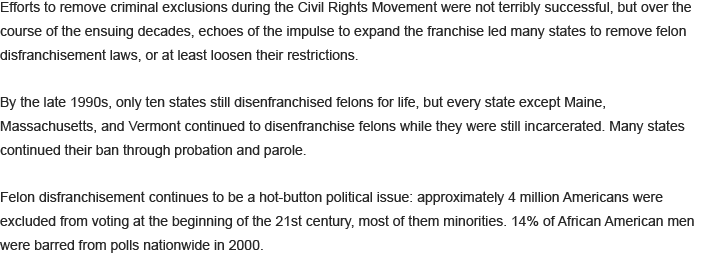 Efforts to remove criminal exclusions during the Civil Rights Movement were not terribly successful, but over the
course of the ensuing decades, echoes of the impulse to expand the franchise led many states to remove felon
disfranchisement laws, or at least loosen their restrictions.
By the late 1990s, only ten states still disenfranchised felons for life, but every state except Maine,
Massachusetts, and Vermont continued to disenfranchise felons while they were still incarcerated. Many states
continued their ban through probation and parole.
Felon disfranchisement continues to be a hot-button political issue: approximately 4 million Americans were
excluded from voting at the beginning of the 21st century, most of them minorities. 14% of African American men
were barred from polls nationwide in 2000.